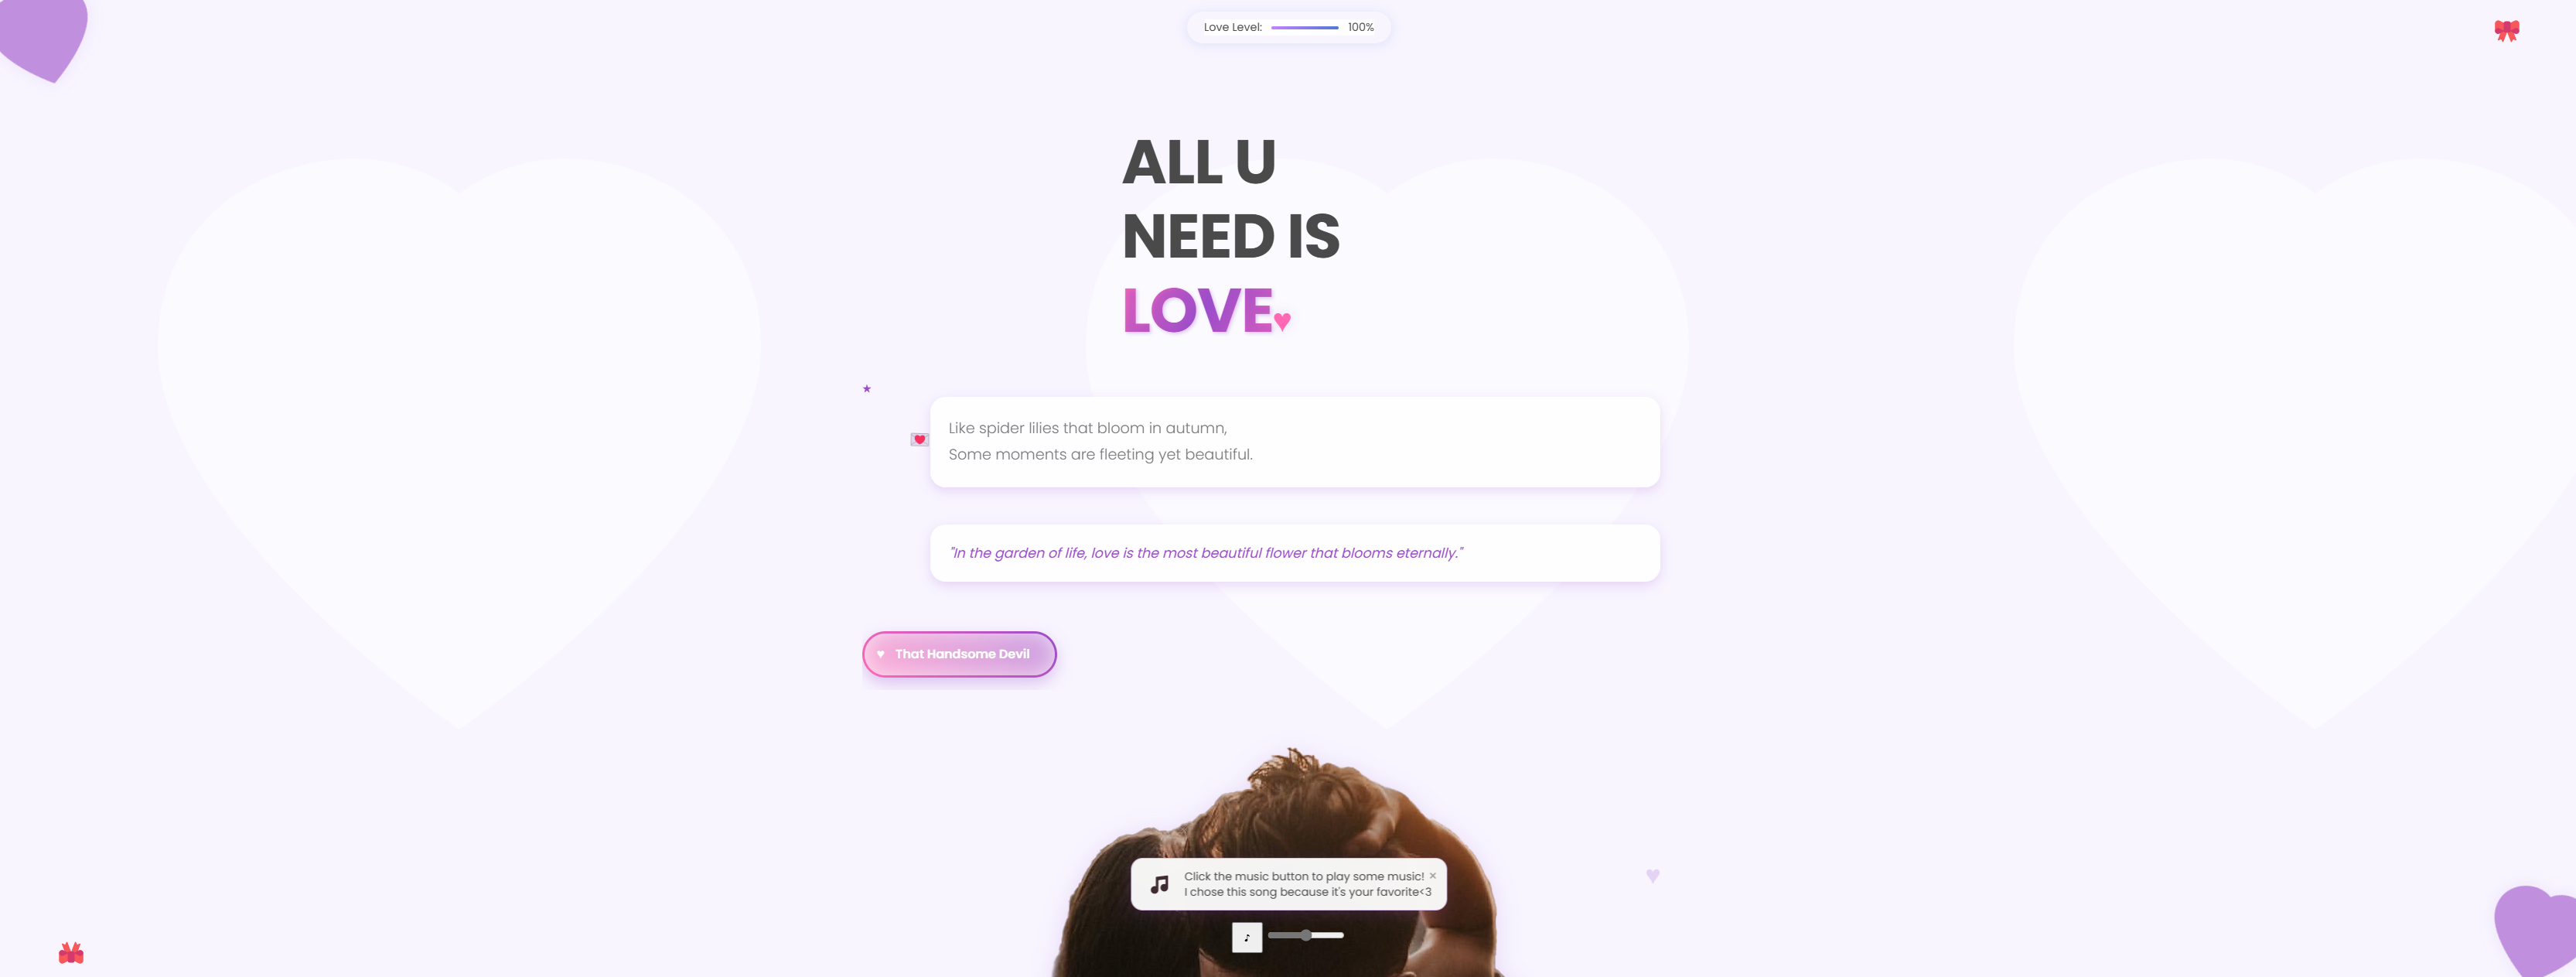 Love Level: 100%
ALL U
NEED IS
LOVE♥
Like spider lilies that bloom in autumn,
Some moments are fleeting yet beautiful.
"In the garden of life, love is the most beautiful flower that blooms eternally."
♥ That Handsome Devil
Click the music button to play some music! ×
I chose this song because it's your favorite<3
♪